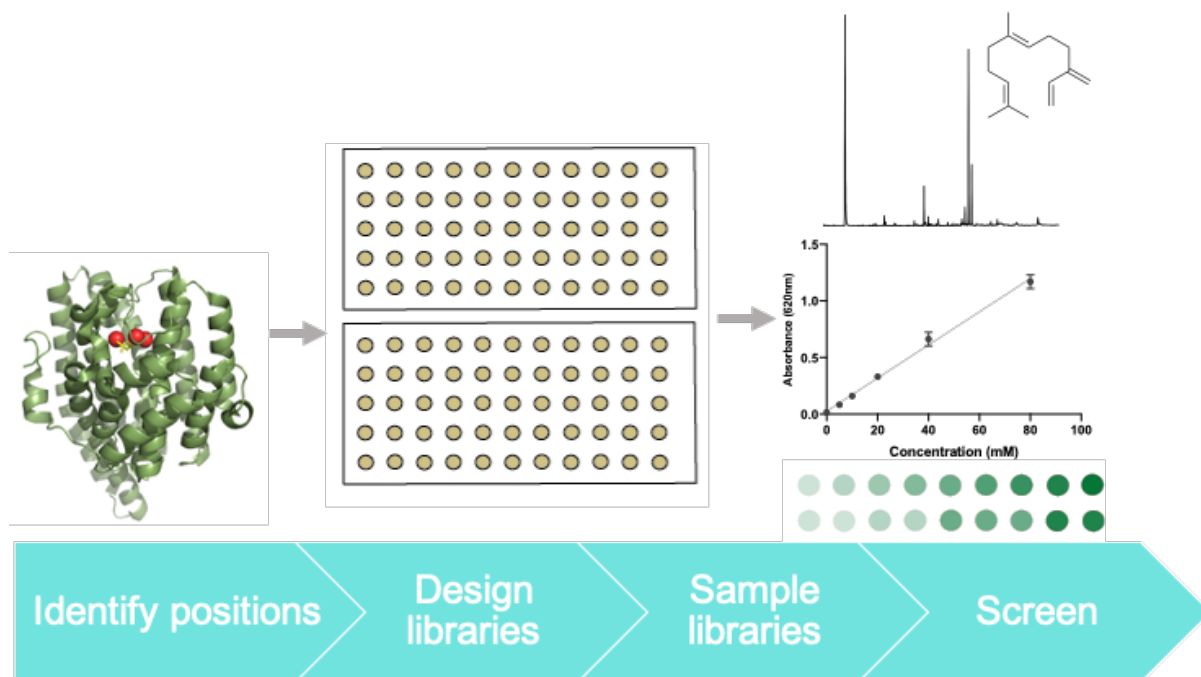 1.5
1.0
0.5
0.0
Absorbance (620nm)
0 20 40 60 80 100
Concentration (mM)
Identify positions
Design
libraries
Sample
libraries
Screen